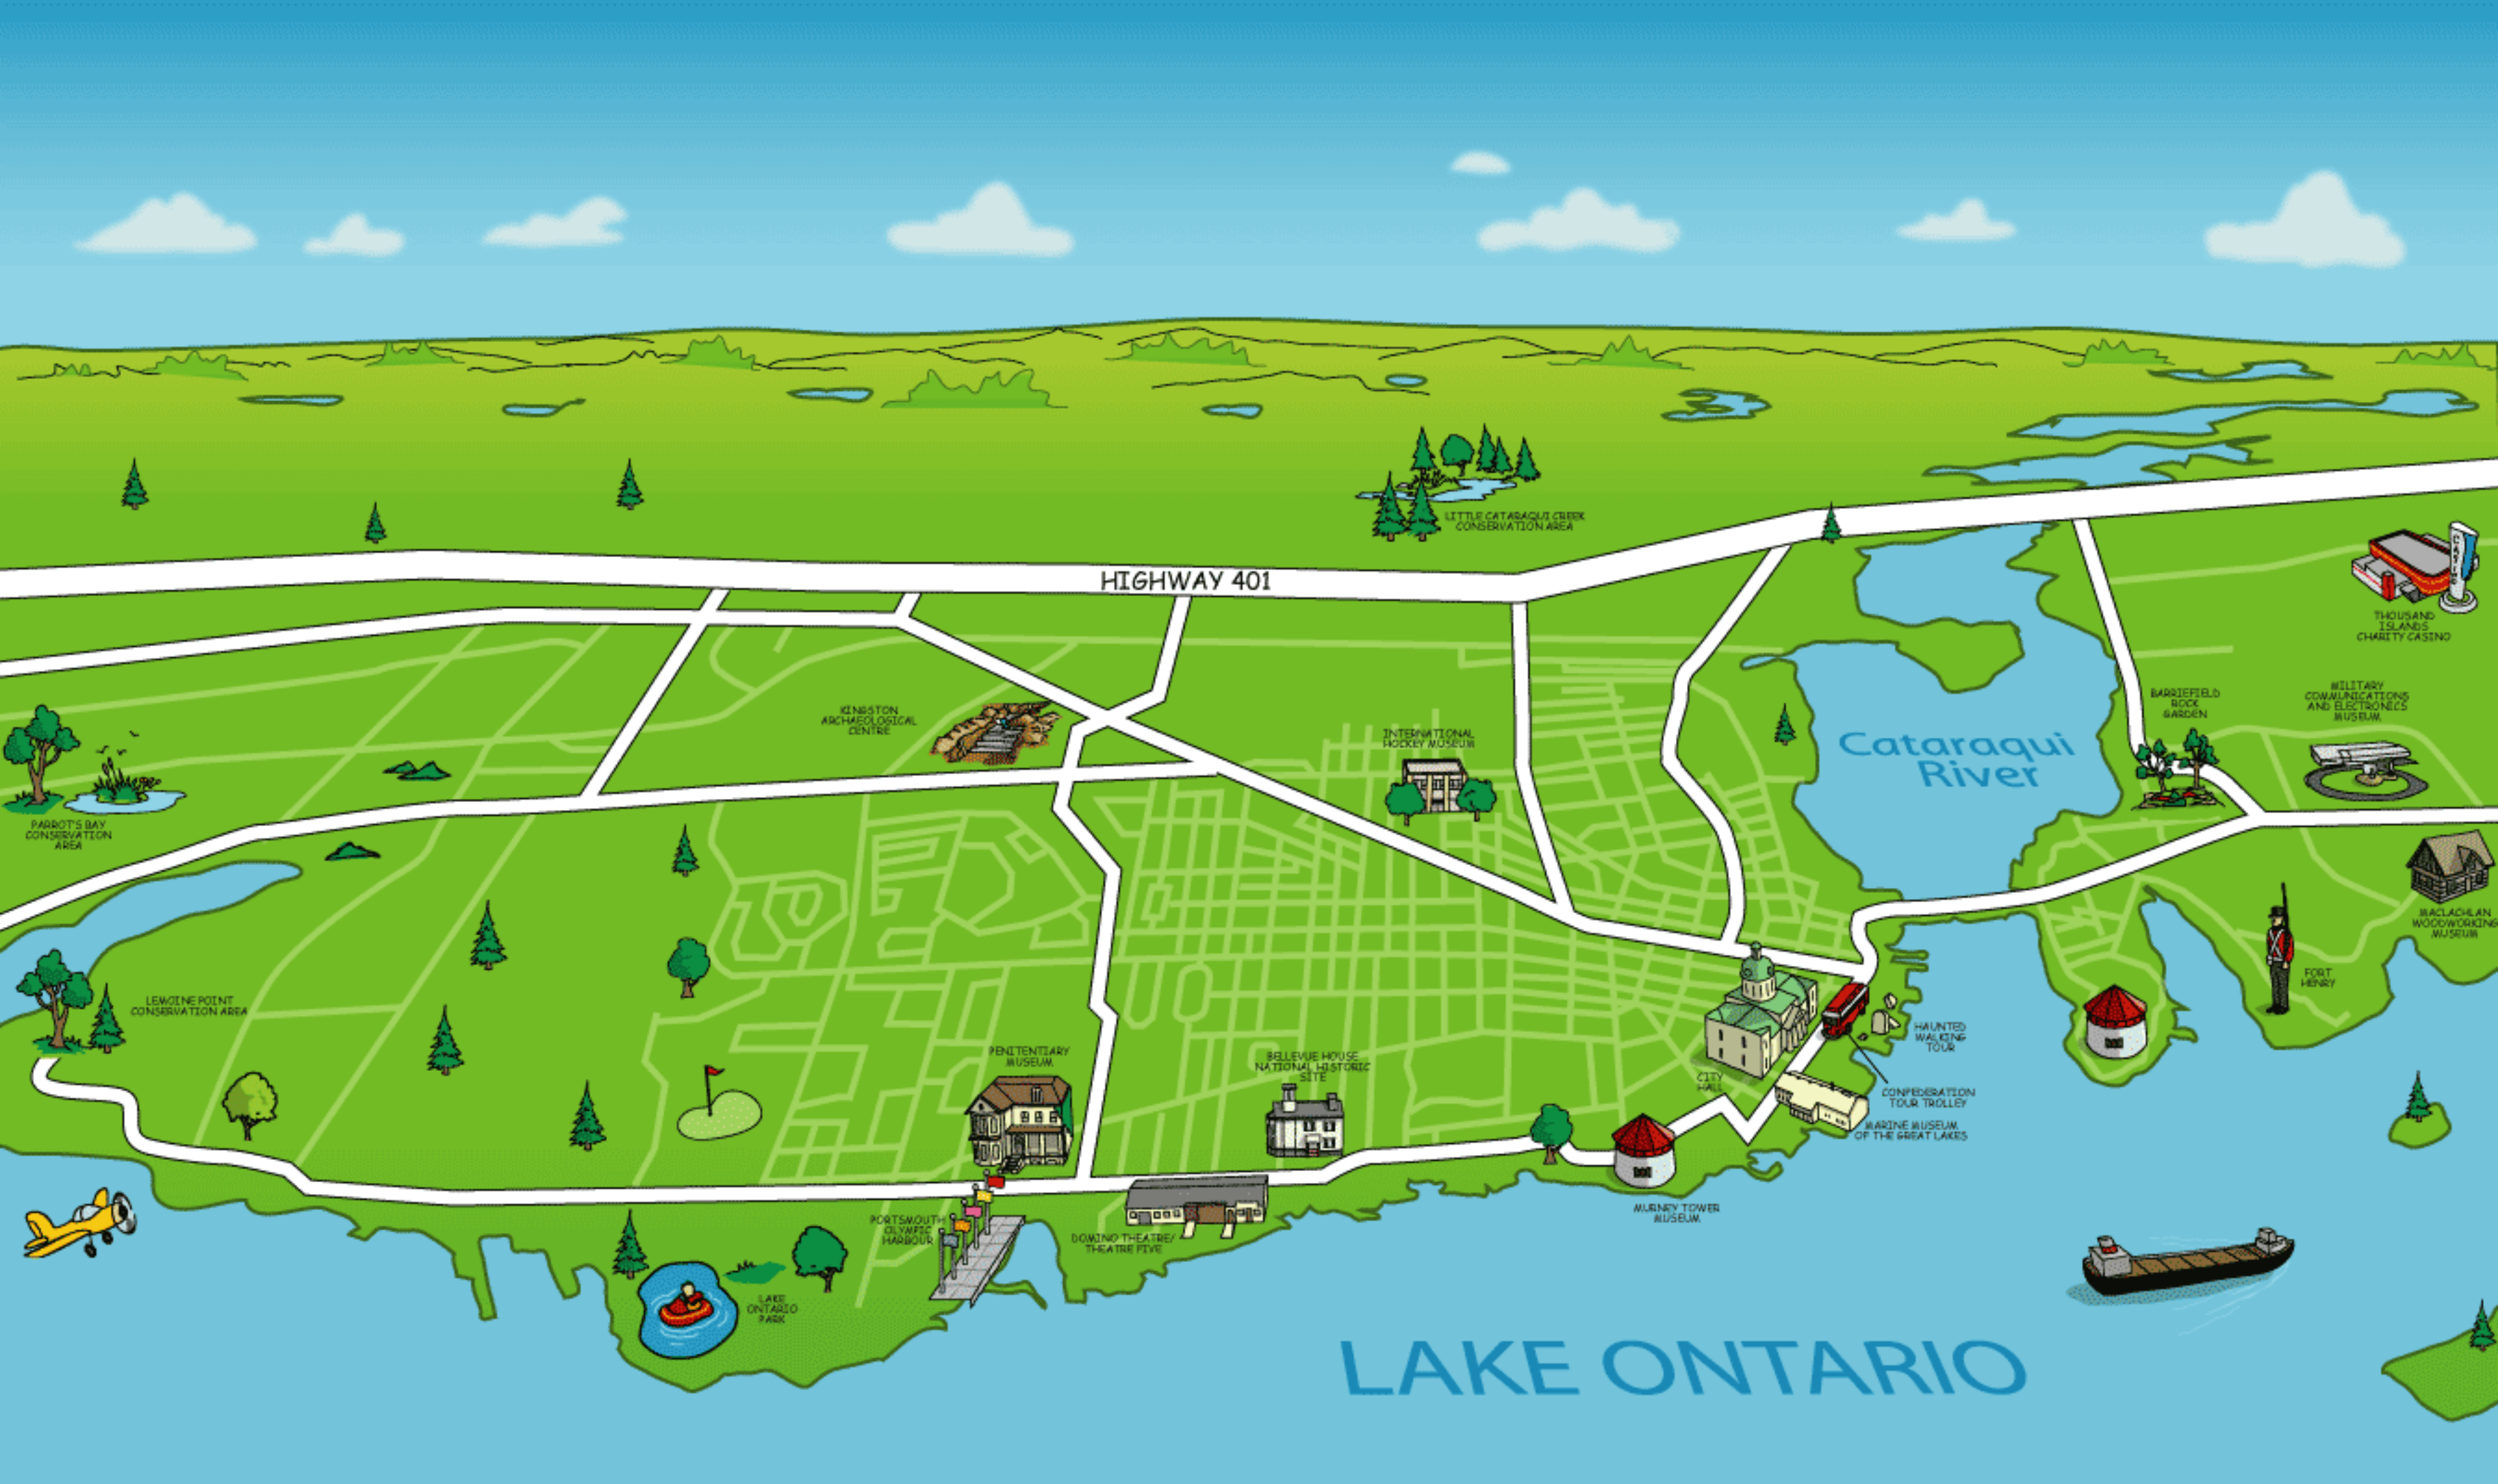 LITTLE CATARAQUI CREEK
CONSERVATION AREA
HIGHWAY 401
CASINO
THOUSAND
ISLANDS
CHARITY CASINO
KINGSTON
ARCHAEOLOGICAL
CENTRE
INTERNATIONAL
HOCKEY MUSEUM
Cataraqui
River
BARRIEFIELD
ROCK
GARDEN
MILITARY
COMMUNICATIONS
AND ELECTRONICS
MUSEUM
PARROT'S BAY
CONSERVATION
AREA
MACLACHLAN
WOODWORKING
MUSEUM
LEMOINE POINT
CONSERVATION AREA
FORT
HENRY
HAUNTED
WALKING
TOUR
PENITENTIARY
MUSEUM
BELLEVUE HOUSE
NATIONAL HISTORIC
SITE
CITY
HALL
CONFEDERATION
TOUR TROLLEY
MARINE MUSEUM
OF THE GREAT LAKES
PORTSMOUTH
OLYMPIC
HARBOUR
DOMINO THEATRE/
THEATRE FIVE
MURNEY TOWER
MUSEUM
LAKE
ONTARIO
PARK
LAKE ONTARIO